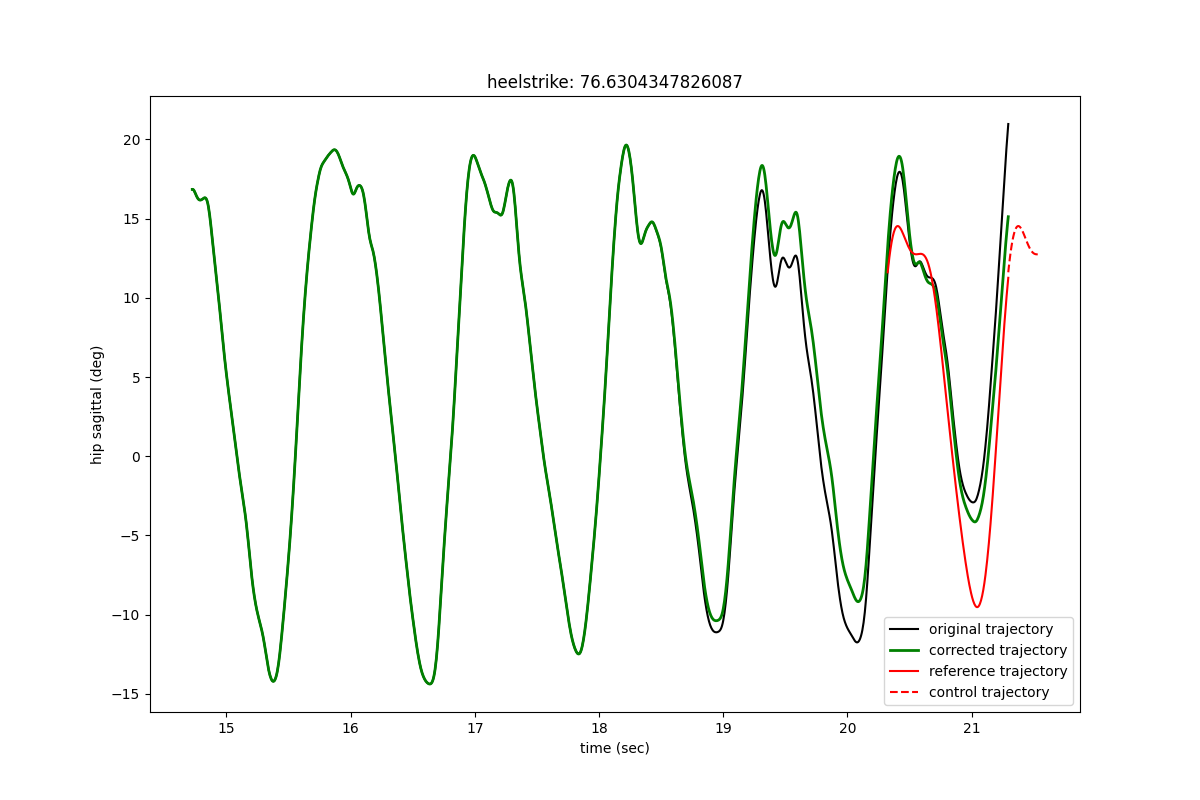 heelstrike: 76.6304347826087
hip sagittal (deg)
20
15
10
5
0
−5
−10
−15
15 16 17 18 19 20 21
time (sec)
original trajectory
corrected trajectory
reference trajectory
control trajectory